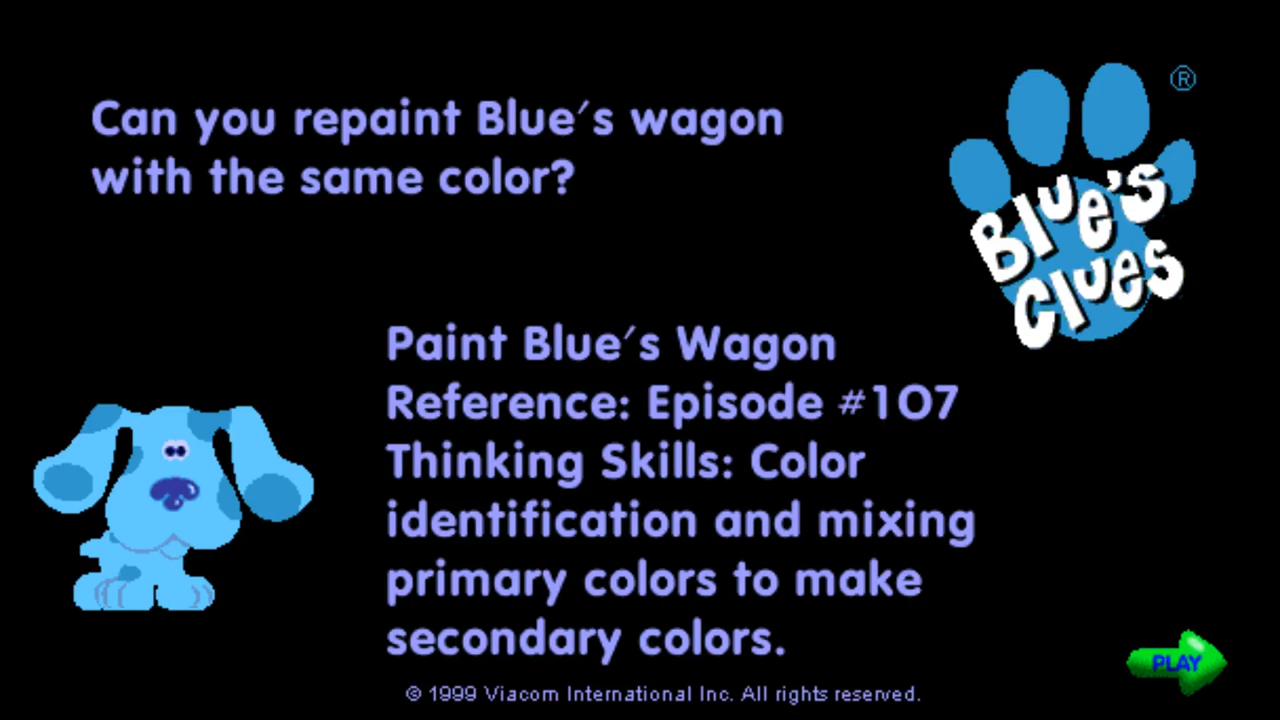 Can you repaint Blue's wagon
with the same color?
®
Blue's
Clues
Paint Blue's Wagon
Reference: Episode #107
Thinking Skills: Color
identification and mixing
primary colors to make
secondary colors.
PLAY
© 1999 Viacom International Inc. All rights reserved.